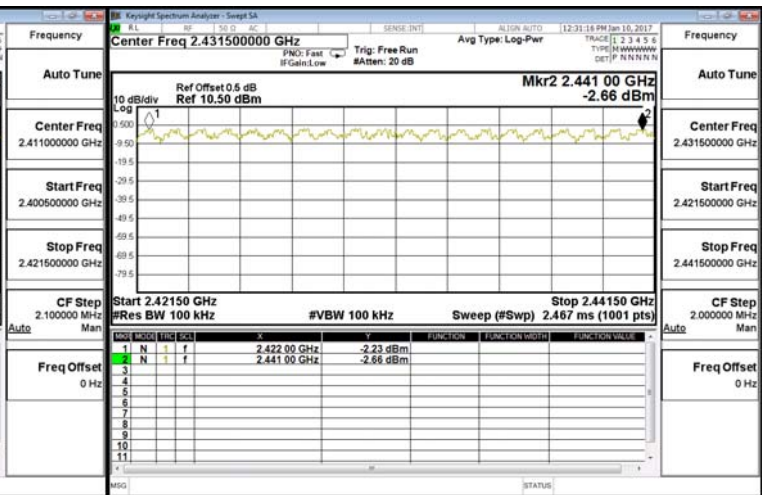 Frequency
Auto Tune
Center Freq
2.411000000 GHz
Start Freq
2.400500000 GHz
Stop Freq
2.421500000 GHz
CF Step
2.100000 MHz
Auto Man
Freq Offset
0 Hz
Keysight Spectrum Analyzer - Swept SA
RL RF 50 Ω AC SENSE:INT ALIGN AUTO 12:31:16 PM Jan 10, 2017
Center Freq 2.431500000 GHz
PNO: Fast
IFGain:Low
Trig: Free Run
#Atten: 20 dB
Avg Type: Log-Pwr
TRACE 1 2 3 4 5 6
TYPE MWWWWW
DET P N N N N N
Mkr2 2.441 00 GHz
-2.66 dBm
Ref Offset 0.5 dB
Ref 10.50 dBm
10 dB/div
Log
0.500
-9.50
-19.5
-29.5
-39.5
-49.5
-59.5
-69.5
-79.5
1
2
Start 2.42150 GHz
Stop 2.44150 GHz
#Res BW 100 kHz
#VBW 100 kHz
Sweep (#Swp) 2.467 ms (1001 pts)
MKR MODE TRC SCL X Y FUNCTION FUNCTION WIDTH FUNCTION VALUE
1 N 1 f 2.422 00 GHz -2.23 dBm
2 N 1 f 2.441 00 GHz -2.66 dBm
3
4
5
6
7
8
9
10
11
MSG
STATUS
Frequency
Auto Tune
Center Freq
2.431500000 GHz
Start Freq
2.421500000 GHz
Stop Freq
2.441500000 GHz
CF Step
2.000000 MHz
Auto Man
Freq Offset
0 Hz